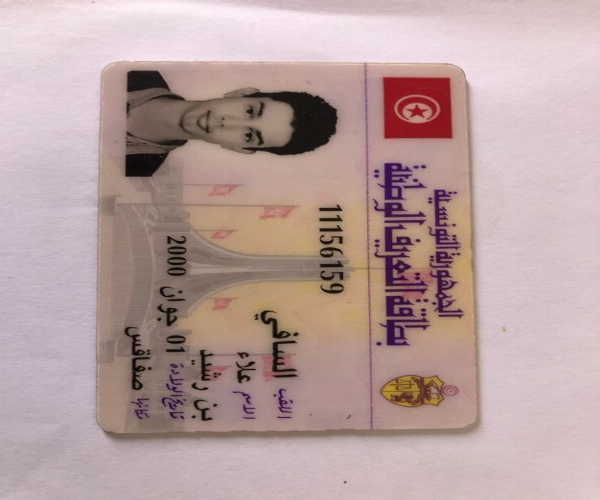 الجمهورية التونسية
بطاقة التعريف الوطنية
11156159
اللقب السافي
الاسم علاء
بن رشيد
تاريخ الولادة 01 جوان 2000
مكانها صفاقس